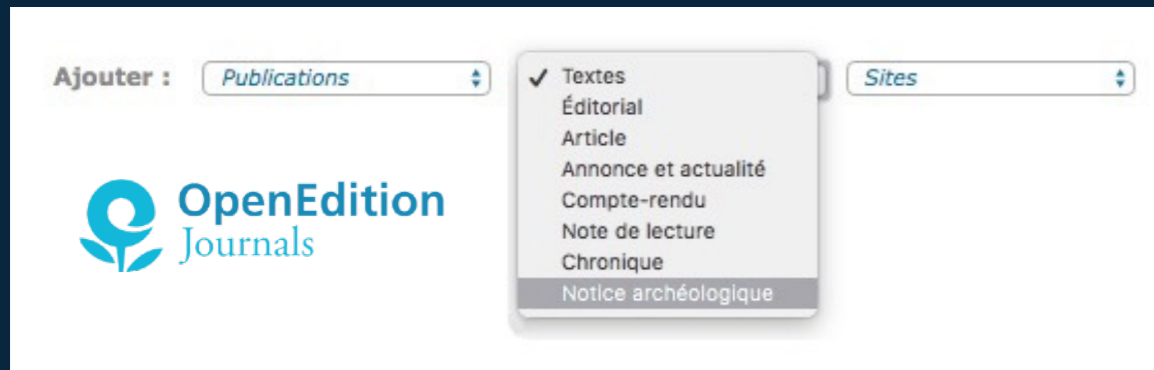 Ajouter : Publications ✓ Textes Sites
Éditorial
Article
Annonce et actualité
Compte-rendu
Note de lecture
Chronique
Notice archéologique
OpenEdition
Journals